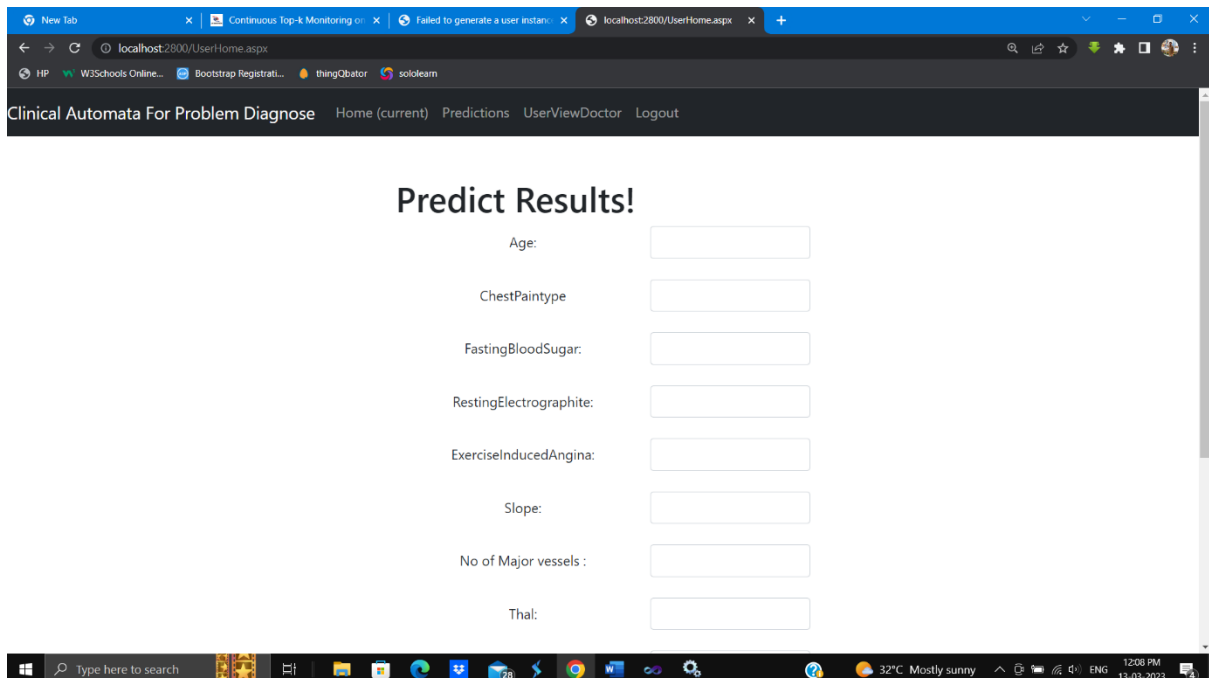 New Tab
Continuous Top-k Monitoring on
Failed to generate a user instance
localhost:2800/UserHome.aspx
localhost:2800/UserHome.aspx
HP
W3Schools Online...
Bootstrap Registrati...
thingQbator
sololearn
Clinical Automata For Problem Diagnose
Home (current)
Predictions
UserViewDoctor
Logout
Predict Results!
Age:
ChestPaintype
FastingBloodSugar:
RestingElectrographite:
ExerciseInducedAngina:
Slope:
No of Major vessels :
Thal:
Type here to search
28
32°C Mostly sunny
ENG
12:08 PM
13-03-2023
4